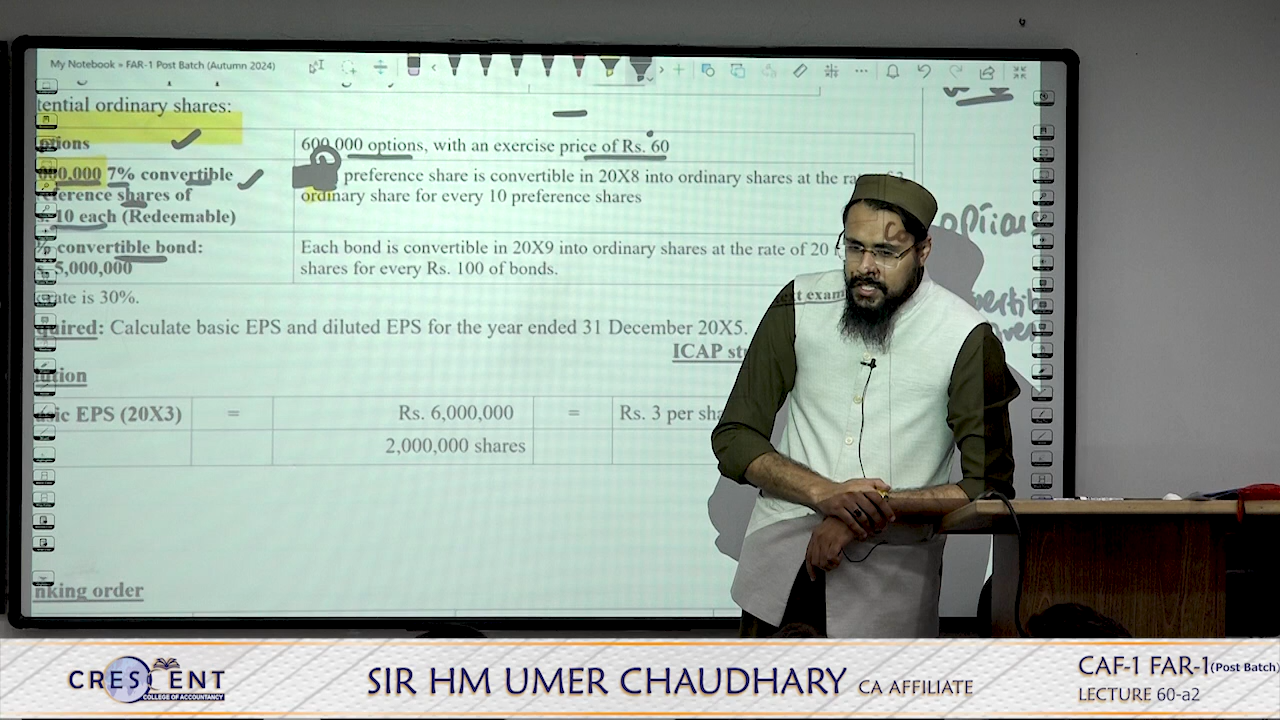 My Notebook » FAR-1 Post Batch (Autumn 2024)
tential ordinary shares:
ptions
600,000 options, with an exercise price of Rs. 60
000,000 7% convertible
ference shares of
. 10 each (Redeemable)
preference share is convertible in 20X8 into ordinary shares at the
ordinary share for every 10 preference shares
% convertible bond:
5,000,000
Each bond is convertible in 20X9 into ordinary shares at the rate of 20
shares for every Rs. 100 of bonds.
rate is 30%.
quired: Calculate basic EPS and diluted EPS for the year ended 31 December 20X5.
ICAP
ution
sic EPS (20X3) = Rs. 6,000,000 = Rs. 3 per sha
2,000,000 shares
nking order
options
CRESCENT
COLLEGE OF ACCOUNTANCY
SIR HM UMER CHAUDHARY CA AFFILIATE
CAF-1 FAR-1 (Post Batch)
LECTURE 60-a2